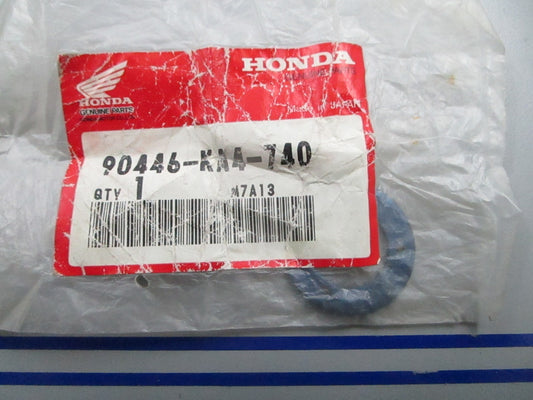 HONDA
GENUINE PARTS
HONDA
Made in JAPAN
90446-KA4-740
QTY 1 M7A13